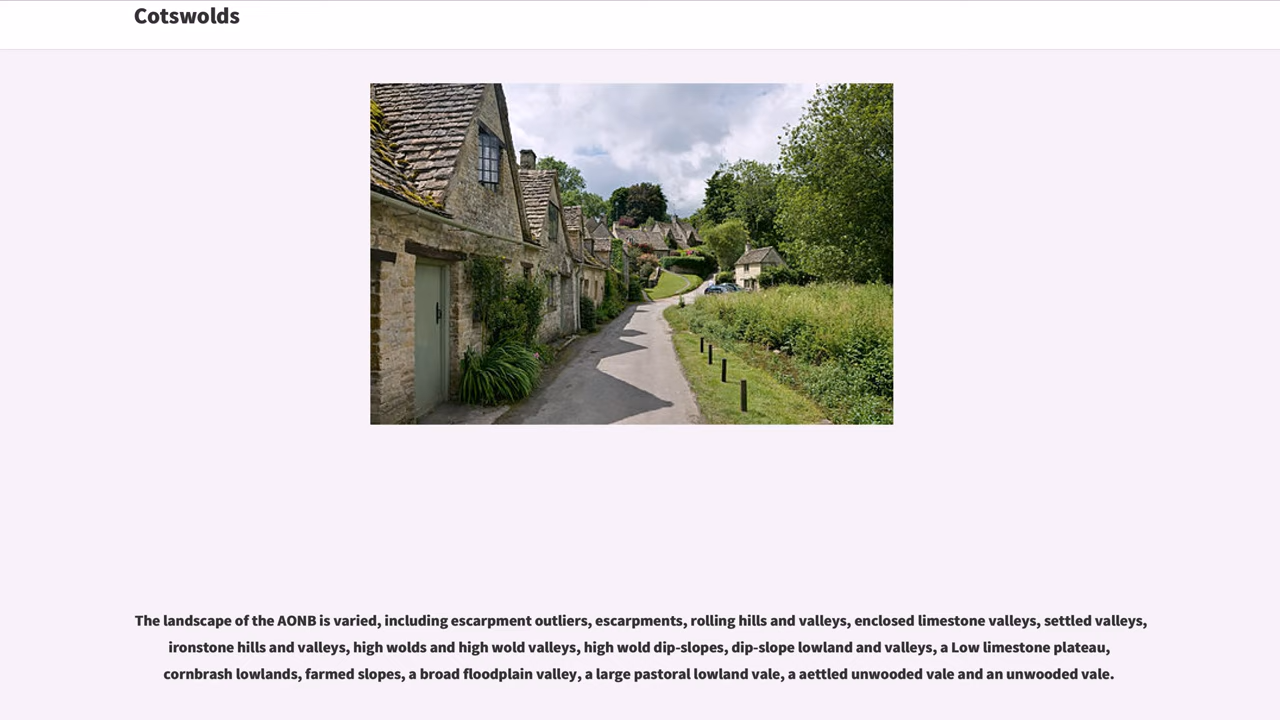 Cotswolds
The landscape of the AONB is varied, including escarpment outliers, escarpments, rolling hills and valleys, enclosed limestone valleys, settled valleys,
ironstone hills and valleys, high wolds and high wold valleys, high wold dip-slopes, dip-slope lowland and valleys, a Low limestone plateau,
cornbrash lowlands, farmed slopes, a broad floodplain valley, a large pastoral lowland vale, a aettled unwooded vale and an unwooded vale.